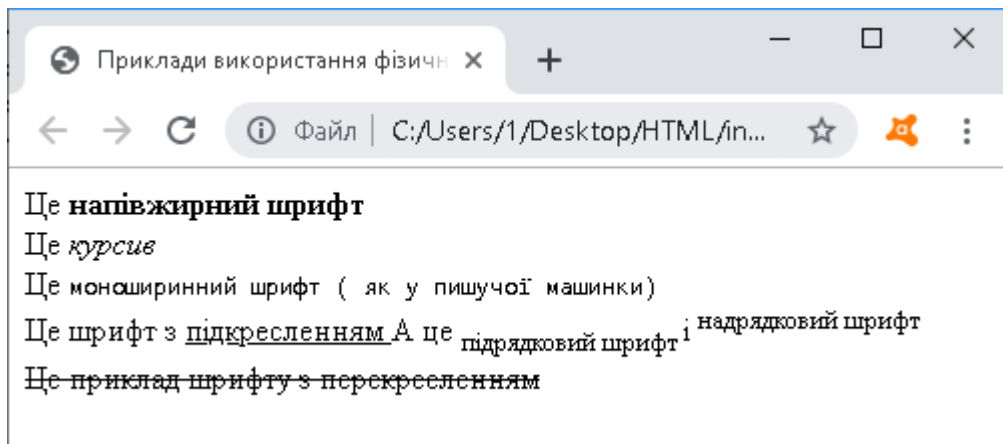 Приклади використання фізичн
Файл | C:/Users/1/Desktop/HTML/in...
Це напівжирний шрифт
Це курсив
Це моноширинний шрифт ( як у пишучої машинки)
Це шрифт з підкресленням А це підрядковий шрифт і надрядковий шрифт
Це приклад шрифту з перекресленням